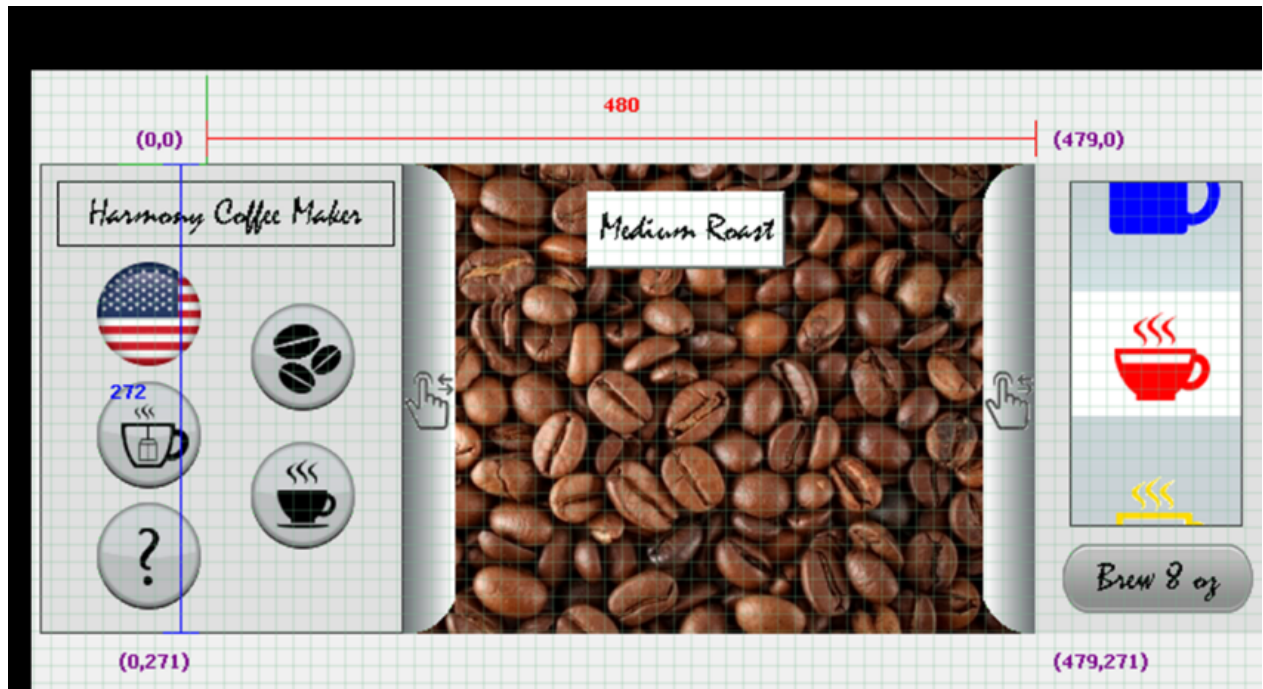 480
(0,0)
(479,0)
Harmony Coffee Maker
Medium Roast
272
?
Brew 8 oz
(0,271)
(479,271)